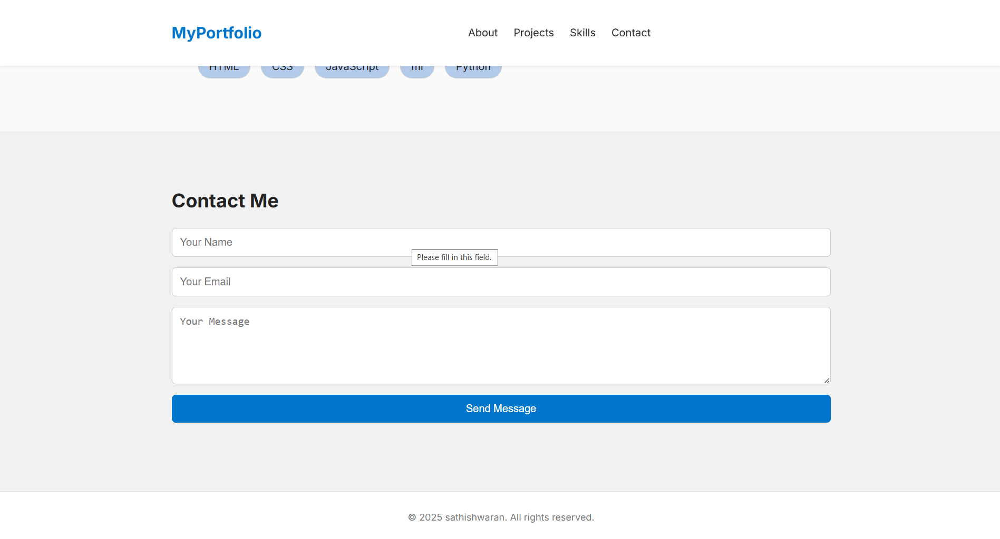 MyPortfolio
About Projects Skills Contact
HTML CSS JavaScript ml Python
Contact Me
Your Name
Please fill in this field.
Your Email
Your Message
Send Message
© 2025 sathishwaran. All rights reserved.